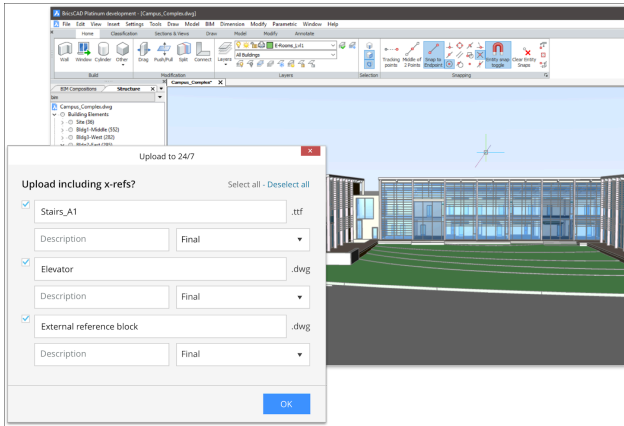 BricsCAD Platinum development - [Campus_Complex.dwg]
File Edit View Insert Settings Tools Draw Model BIM Dimension Modify Parametric Window Help
Home Classification Sections & Views Draw Model Modify Annotate
E-Rooms_Lvl1
All Buildings
Wall Window Cylinder Other Drag Push/Pull Split Connect Layers Tracking points Middle of 2 Points Snap to Endpoint Entity snap toggle Clear Entity Snaps
Build Modification Layers Selection Snapping
BIM Compositions Structure X Campus_Complex* X
bim
Campus_Complex.dwg
Building Elements
Site (36)
Bldg1-Middle (552)
Bldg3-West (282)
Upload to 24/7
Upload including x-refs? Select all - Deselect all
Stairs_A1 .ttf
Description Final
Elevator .dwg
Description Final
External reference block .dwg
Description Final
OK